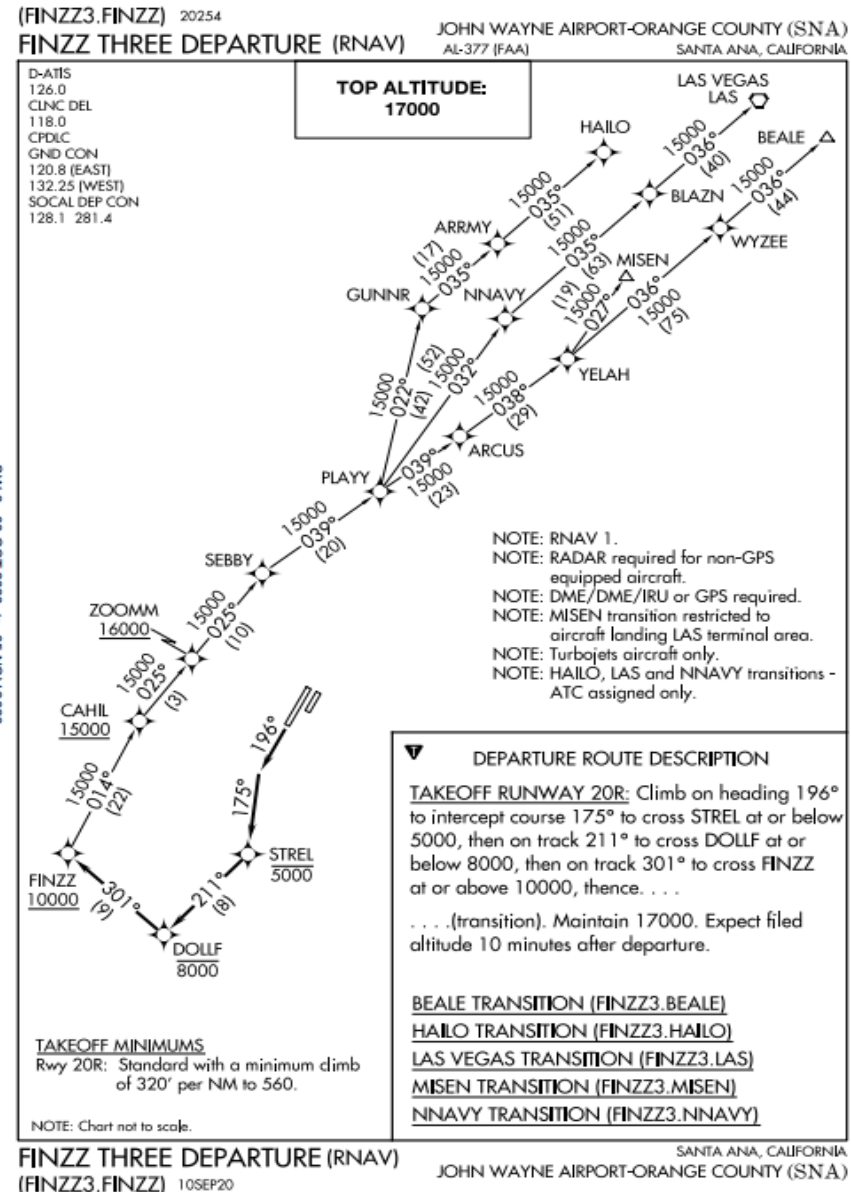 (FINZZ3.FINZZ) 20254
FINZZ THREE DEPARTURE (RNAV)
AL-377 (FAA)
JOHN WAYNE AIRPORT-ORANGE COUNTY (SNA)
SANTA ANA, CALIFORNIA
D-ATIS
126.0
CLNC DEL
118.0
CPDLC
GND CON
120.8 (EAST)
132.25 (WEST)
SOCAL DEP CON
128.1 281.4
TOP ALTITUDE:
17000
LAS VEGAS
LAS
HAILO
BEALE
15000
036°
(40)
15000
036°
(44)
BLAZN
15000
035°
(51)
ARRMY
WYZEE
(17)
15000
035°
15000
035°
(63)
MISEN
GUNNR
NNAVY
(19)
15000
027°
036°
15000
(75)
YELAH
15000
022°
(42)
(52)
15000
032°
15000
038°
(29)
ARCUS
PLAYY
039°
15000
(23)
15000
039°
(20)
SEBBY
ZOOMM
16000
15000
025°
(10)
15000
025°
(3)
CAHIL
15000
15000
014°
(22)
196°
175°
STREL
5000
FINZZ
10000
301°
(9)
211°
(8)
DOLLF
8000
NOTE: RNAV 1.
NOTE: RADAR required for non-GPS
equipped aircraft.
NOTE: DME/DME/IRU or GPS required.
NOTE: MISEN transition restricted to
aircraft landing LAS terminal area.
NOTE: Turbojets aircraft only.
NOTE: HAILO, LAS and NNAVY transitions -
ATC assigned only.
T
DEPARTURE ROUTE DESCRIPTION
TAKEOFF RUNWAY 20R: Climb on heading 196°
to intercept course 175° to cross STREL at or below
5000, then on track 211° to cross DOLLF at or
below 8000, then on track 301° to cross FINZZ
at or above 10000, thence. . . .
. . . .(transition). Maintain 17000. Expect filed
altitude 10 minutes after departure.
BEALE TRANSITION (FINZZ3.BEALE)
HAILO TRANSITION (FINZZ3.HAILO)
LAS VEGAS TRANSITION (FINZZ3.LAS)
MISEN TRANSITION (FINZZ3.MISEN)
NNAVY TRANSITION (FINZZ3.NNAVY)
TAKEOFF MINIMUMS
Rwy 20R: Standard with a minimum climb
of 320' per NM to 560.
NOTE: Chart not to scale.
FINZZ THREE DEPARTURE (RNAV)
(FINZZ3.FINZZ) 10SEP20
SANTA ANA, CALIFORNIA
JOHN WAYNE AIRPORT-ORANGE COUNTY (SNA)